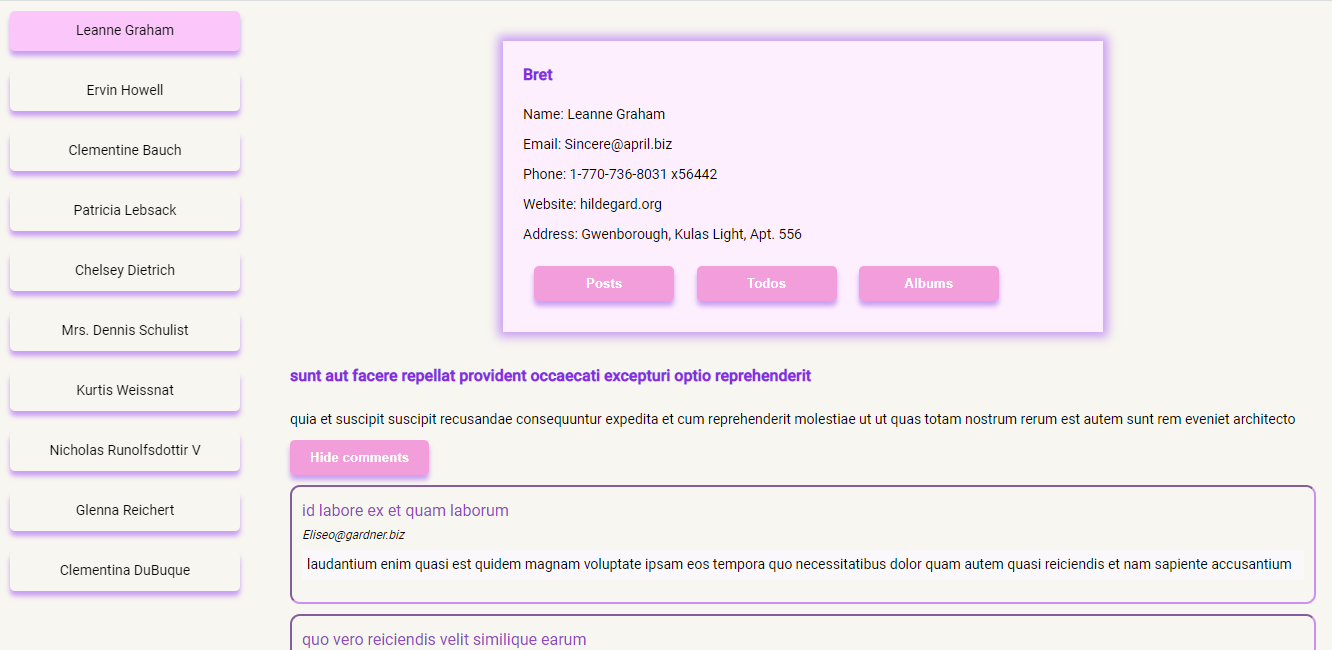 Leanne Graham
Ervin Howell
Clementine Bauch
Patricia Lebsack
Chelsey Dietrich
Mrs. Dennis Schulist
Kurtis Weissnat
Nicholas Runolfsdottir V
Glenna Reichert
Clementina DuBuque
Bret
Name: Leanne Graham
Email: Sincere@april.biz
Phone: 1-770-736-8031 x56442
Website: hildegard.org
Address: Gwenborough, Kulas Light, Apt. 556
Posts Todos Albums
sunt aut facere repellat provident occaecati excepturi optio reprehenderit
quia et suscipit suscipit recusandae consequuntur expedita et cum reprehenderit molestiae ut ut quas totam nostrum rerum est autem sunt rem eveniet architecto
Hide comments
id labore ex et quam laborum
Eliseo@gardner.biz
laudantium enim quasi est quidem magnam voluptate ipsam eos tempora quo necessitatibus dolor quam autem quasi reiciendis et nam sapiente accusantium
quo vero reiciendis velit similique earum